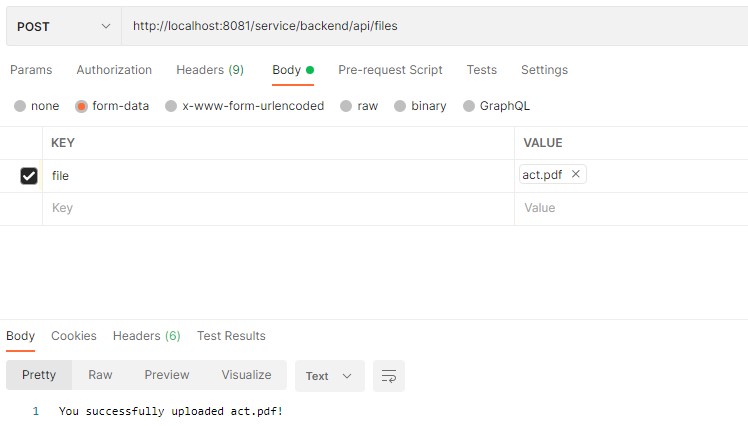 POST http://localhost:8081/service/backend/api/files
Params Authorization Headers (9) Body Pre-request Script Tests Settings
none form-data x-www-form-urlencoded raw binary GraphQL
KEY VALUE
file act.pdf ×
Key Value
Body Cookies Headers (6) Test Results
Pretty Raw Preview Visualize Text
1 You successfully uploaded act.pdf!